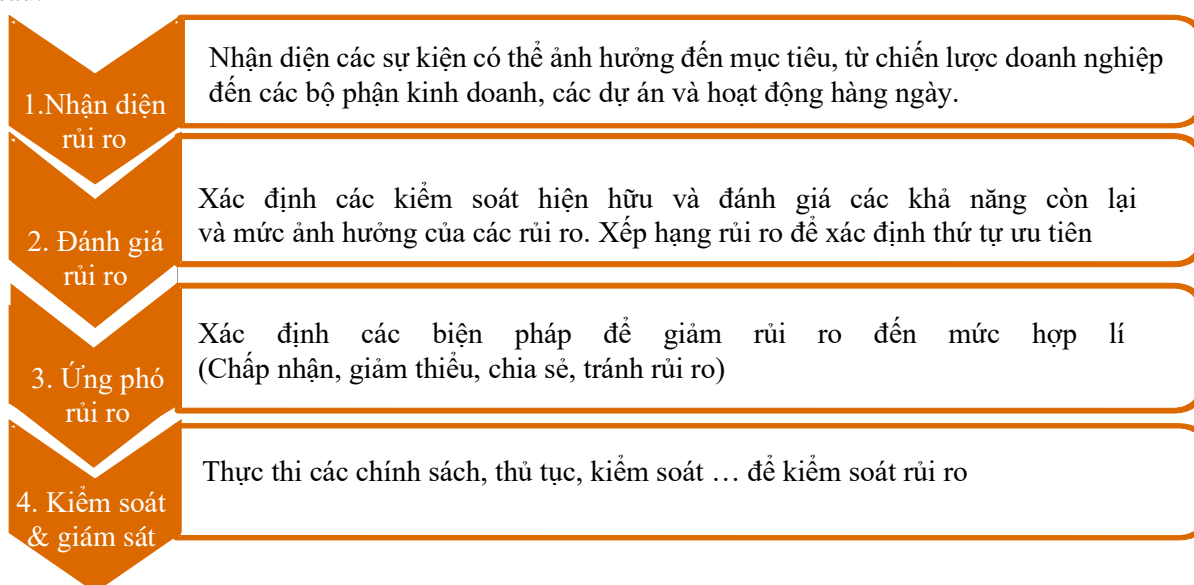 1.Nhận diện
rủi ro
Nhận diện các sự kiện có thể ảnh hưởng đến mục tiêu, từ chiến lược doanh nghiệp
đến các bộ phận kinh doanh, các dự án và hoạt động hàng ngày.
2. Đánh giá
rủi ro
Xác định các kiểm soát hiện hữu và đánh giá các khả năng còn lại
và mức ảnh hưởng của các rủi ro. Xếp hạng rủi ro để xác định thứ tự ưu tiên
3. Ứng phó
rủi ro
Xác định các biện pháp để giảm rủi ro đến mức hợp lí
(Chấp nhận, giảm thiểu, chia sẻ, tránh rủi ro)
4. Kiểm soát
& giám sát
Thực thi các chính sách, thủ tục, kiểm soát … để kiểm soát rủi ro